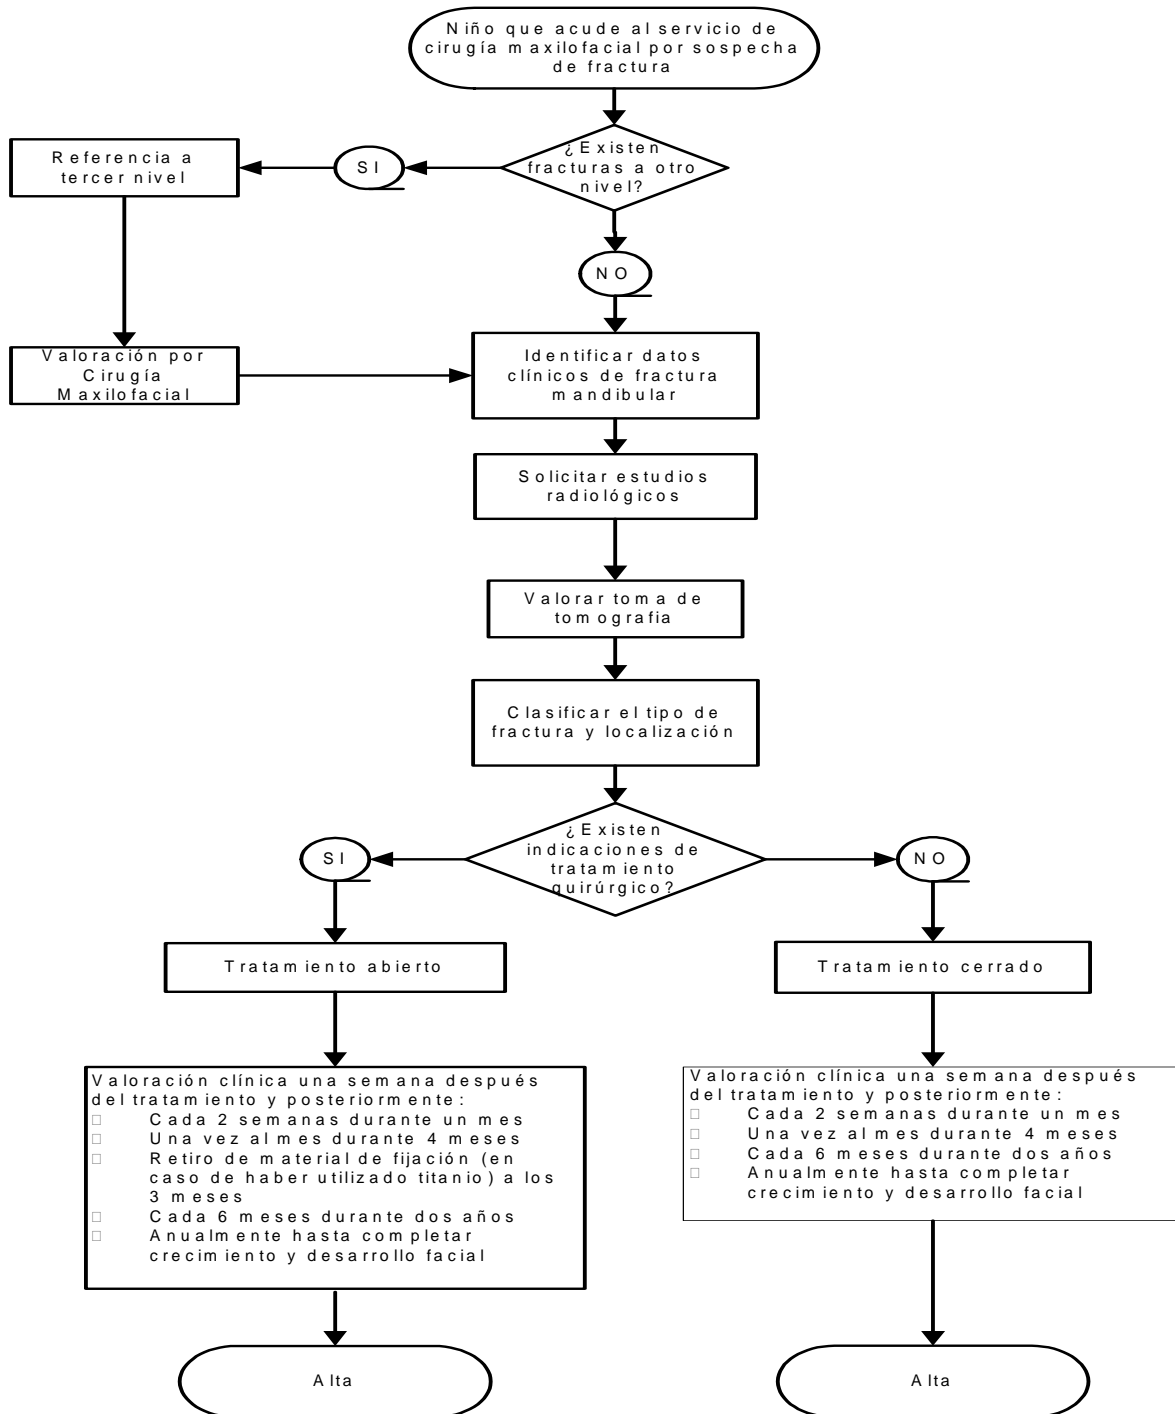 Niño que acude al servicio de
cirugía maxilofacial por sospecha
de fractura
¿Existen
fracturas a otro
nivel?
SI
Referencia a
tercer nivel
NO
Valoración por
Cirugía
Maxilofacial
Identificar datos
clínicos de fractura
mandibular
Solicitar estudios
radiológicos
Valorar toma de
tomografia
Clasificar el tipo de
fractura y localización
¿Existen
indicaciones de
tratamiento
quirúrgico?
SI
NO
Tratamiento abierto
Tratamiento cerrado
Valoración clínica una semana después
del tratamiento y posteriormente:
Cada 2 semanas durante un mes
Una vez al mes durante 4 meses
Retiro de material de fijación (en
caso de haber utilizado titanio) a los
3 meses
Cada 6 meses durante dos años
Anualmente hasta completar
crecimiento y desarrollo facial
Valoración clínica una semana después
del tratamiento y posteriormente:
Cada 2 semanas durante un mes
Una vez al mes durante 4 meses
Cada 6 meses durante dos años
Anualmente hasta completar
crecimiento y desarrollo facial
Alta
Alta